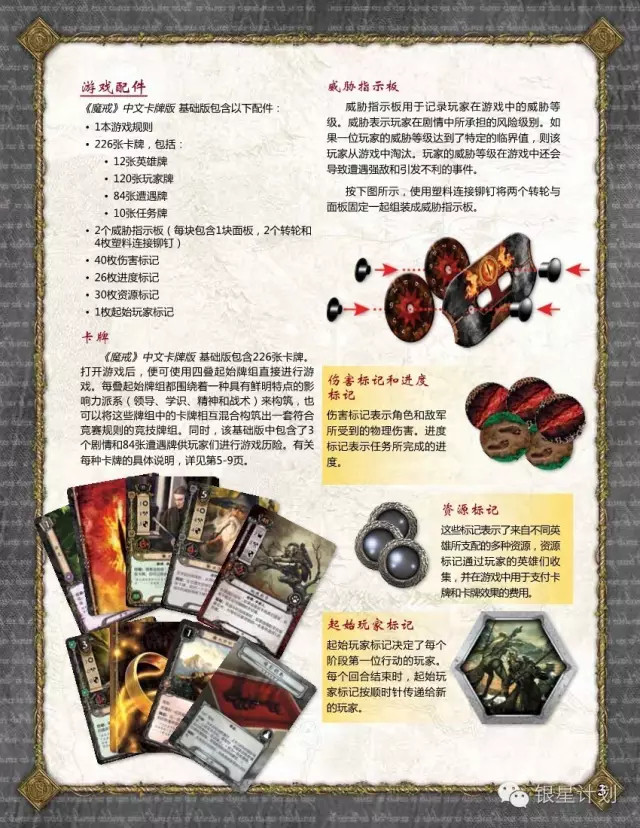 游戏配件
《魔戒》中文卡牌版 基础版包含以下配件：
• 1本游戏规则
• 226张卡牌，包括：
• 12张英雄牌
• 120张玩家牌
• 84张遭遇牌
• 10张任务牌
• 2个威胁指示板（每块包含1块面板，2个转轮和
4枚塑料连接铆钉）
• 40枚伤害标记
• 26枚进度标记
• 30枚资源标记
• 1枚起始玩家标记
卡牌
《魔戒》中文卡牌版 基础版包含226张卡牌。
打开游戏后，便可使用四叠起始牌组直接进行游
戏。每叠起始牌组都围绕着一种具有鲜明特点的影
响力派系（领导、学识、精神和战术）来构筑，也
可以将这些牌组中的卡牌相互混合构筑出一套符合
竞赛规则的竞技牌组。同时，该基础版中包含了3
个剧情和84张遭遇牌供玩家们进行游戏历险。有关
每种卡牌的具体说明，详见第5-9页。
威胁指示板
威胁指示板用于记录玩家在游戏中的威胁等
级。威胁表示玩家在剧情中所承担的风险级别。如
果一位玩家的威胁等级达到了特定的临界值，则该
玩家从游戏中淘汰。玩家的威胁等级在游戏中还会
导致遭遇强敌和引发不利的事件。
按下图所示，使用塑料连接铆钉将两个转轮与
面板固定一起组装成威胁指示板。
伤害标记和进度
标记
伤害标记表示角色和敌军
所受到的物理伤害。进度
标记表示任务所完成的进
度。
资源标记
这些标记表示了来自不同英
雄所支配的多种资源，资源
标记通过玩家的英雄们收
集，并在游戏中用于支付卡
牌和卡牌效果的费用。
起始玩家标记
起始玩家标记决定了每个
阶段第一位行动的玩家。
每个回合结束时，起始玩
家标记按顺时针传递给新
的玩家。
3
银星计划